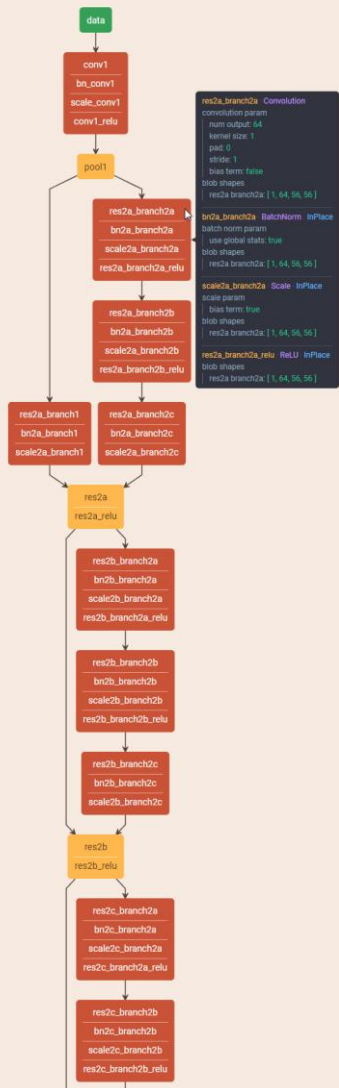 data
conv1
bn_conv1
scale_conv1
conv1_relu
pool1
res2a_branch2a
bn2a_branch2a
scale2a_branch2a
res2a_branch2a_relu
res2a_branch2a Convolution
convolution param
num output: 64
kernel size: 1
pad: 0
stride: 1
bias term: false
blob shapes
res2a branch2a: [ 1, 64, 56, 56 ]
bn2a_branch2a BatchNorm InPlace
batch norm param
use global stats: true
blob shapes
res2a branch2a: [ 1, 64, 56, 56 ]
scale2a_branch2a Scale InPlace
scale param
bias term: true
blob shapes
res2a branch2a: [ 1, 64, 56, 56 ]
res2a_branch2a_relu ReLU InPlace
blob shapes
res2a branch2a: [ 1, 64, 56, 56 ]
res2a_branch2b
bn2a_branch2b
scale2a_branch2b
res2a_branch2b_relu
res2a_branch1
bn2a_branch1
scale2a_branch1
res2a_branch2c
bn2a_branch2c
scale2a_branch2c
res2a
res2a_relu
res2b_branch2a
bn2b_branch2a
scale2b_branch2a
res2b_branch2a_relu
res2b_branch2b
bn2b_branch2b
scale2b_branch2b
res2b_branch2b_relu
res2b_branch2c
bn2b_branch2c
scale2b_branch2c
res2b
res2b_relu
res2c_branch2a
bn2c_branch2a
scale2c_branch2a
res2c_branch2a_relu
res2c_branch2b
bn2c_branch2b
scale2c_branch2b
res2c_branch2b_relu